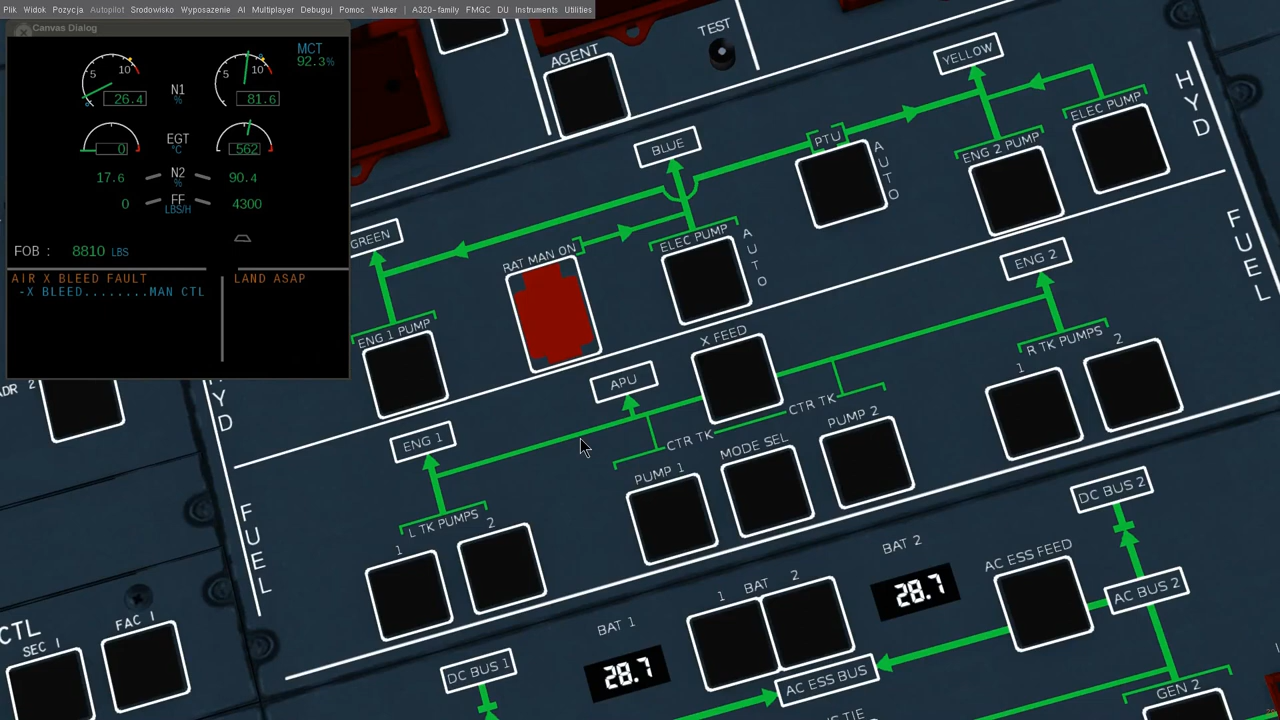 Plik Widok Pozycja Autopilot Środowisko Wyposażenie AI Multiplayer Debuguj Pomoc Walker | A320-family FMGC DU Instruments Utilities
Canvas Dialog
MCT
92.3%
5 10
5 10
26.4 N1 % 81.6
0 EGT °C 562
17.6 N2 % 90.4
0 FF LBS/H 4300
FOB : 8810 LBS
AIR X BLEED FAULT
-X BLEED........MAN CTL
LAND ASAP
AGENT
TEST
YELLOW
HYD
BLUE
PTU
AUTO
ENG 2 PUMP
ELEC PUMP
GREEN
RAT MAN ON
ELEC PUMP
AUTO
ENG 1 PUMP
FUEL
ENG 2
X FEED
R TK PUMPS
1
2
APU
ADR 2
HYD
ENG 1
CTR TK
CTR TK
PUMP 1
MODE SEL
PUMP 2
L TK PUMPS
1
2
FUEL
DC BUS 2
BAT 2
28.7
AC ESS FEED
AC BUS 2
BAT
1
2
BAT 1
28.7
DC BUS 1
AC ESS BUS
GEN 2
CTL
SEC 1
FAC 1